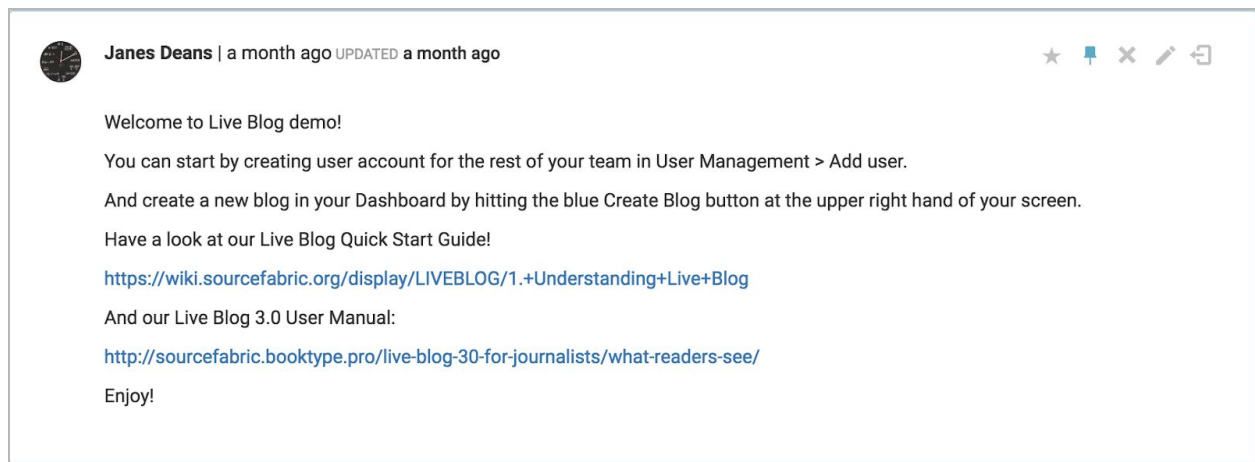 Janes Deans | a month ago UPDATED a month ago
Welcome to Live Blog demo!
You can start by creating user account for the rest of your team in User Management > Add user.
And create a new blog in your Dashboard by hitting the blue Create Blog button at the upper right hand of your screen.
Have a look at our Live Blog Quick Start Guide!
https://wiki.sourcefabric.org/display/LIVEBLOG/1.+Understanding+Live+Blog
And our Live Blog 3.0 User Manual:
http://sourcefabric.booktype.pro/live-blog-30-for-journalists/what-readers-see/
Enjoy!